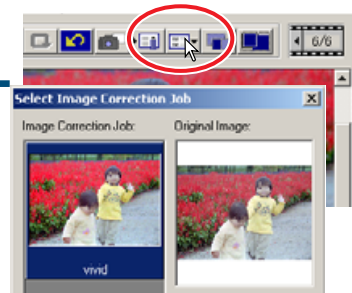 6/6
Select Image Correction Job
Image Correction Job:
Original Image:
vivid